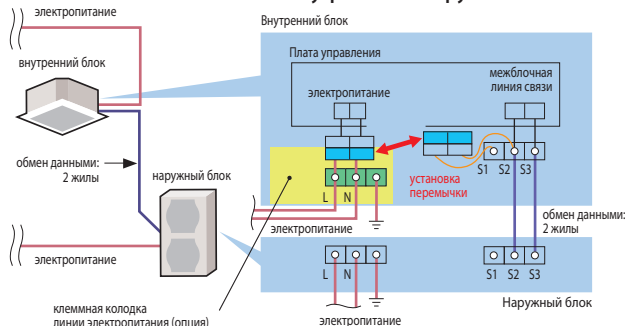 электропитание
Внутренний блок
Плата управления
внутренний блок
межблочная
линия связи
электропитание
обмен данными:
2 жилы
наружный блок
установка
перемычки
S1 S2 S3
L N
обмен данными:
2 жилы
электропитание
электропитание
L N
S1 S2 S3
Наружный блок
клеммная колодка
линии электропитания (опция)
электропитание